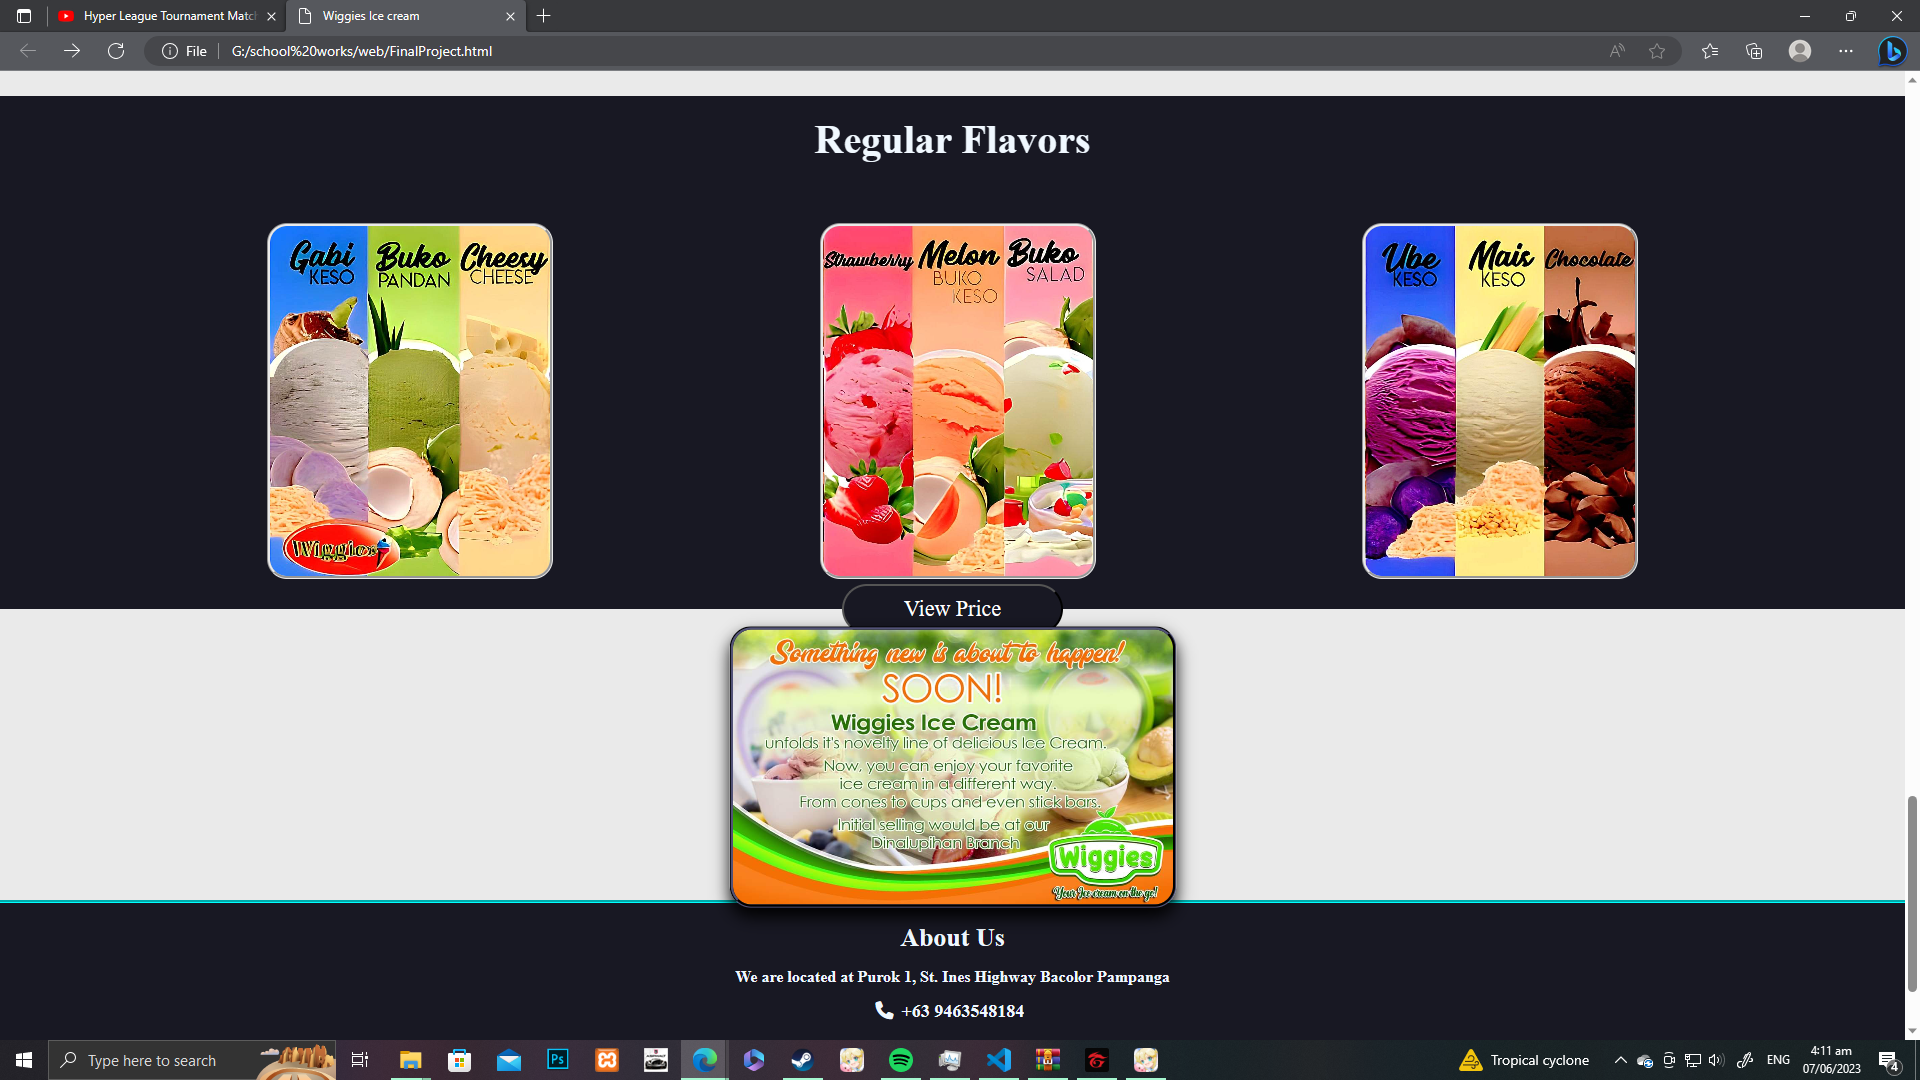 Hyper League Tournament Matc
Wiggies Ice cream
File
G:/school%20works/web/FinalProject.html
Regular Flavors
Gabi
KESO
Buko
PANDAN
Cheesy
CHEESE
Wiggies
Strawberry
Melon
BUKO
KESO
Buko
SALAD
Ube
KESO
Mais
KESO
Chocolate
View Price
Something new is about to happen!
SOON!
Wiggies Ice Cream
unfolds it's novelty line of delicious Ice Cream.
Now, you can enjoy your favorite
ice cream in a different way.
From cones to cups and even stick bars.
Initial selling would be at our
Dinalupihan Branch
Wiggies
Your Ice cream on the go!
About Us
We are located at Purok 1, St. Ines Highway Bacolor Pampanga
+63 9463548184
Type here to search
Ps
Tropical cyclone
ENG
4:11 am
07/06/2023
4